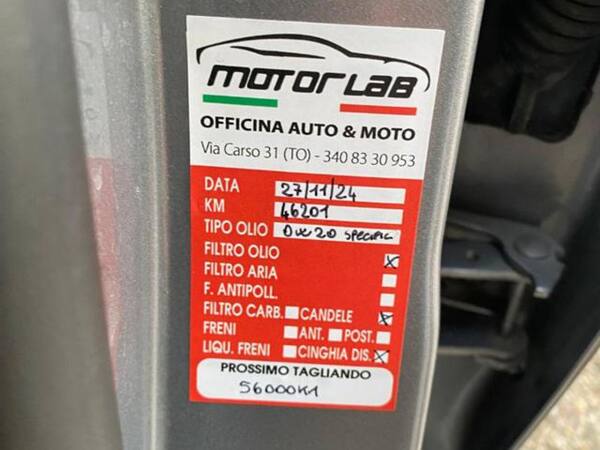 MOTORLAB
OFFICINA AUTO & MOTO
Via Carso 31 (TO) - 340 83 30 953
DATA 27/11/24
KM 46201
TIPO OLIO 0W20 SPECIFIC
FILTRO OLIO
FILTRO ARIA
F. ANTIPOLL.
FILTRO CARB. CANDELE
FRENI ANT. POST.
LIQU. FRENI CINGHIA DIS.
PROSSIMO TAGLIANDO
56000KM